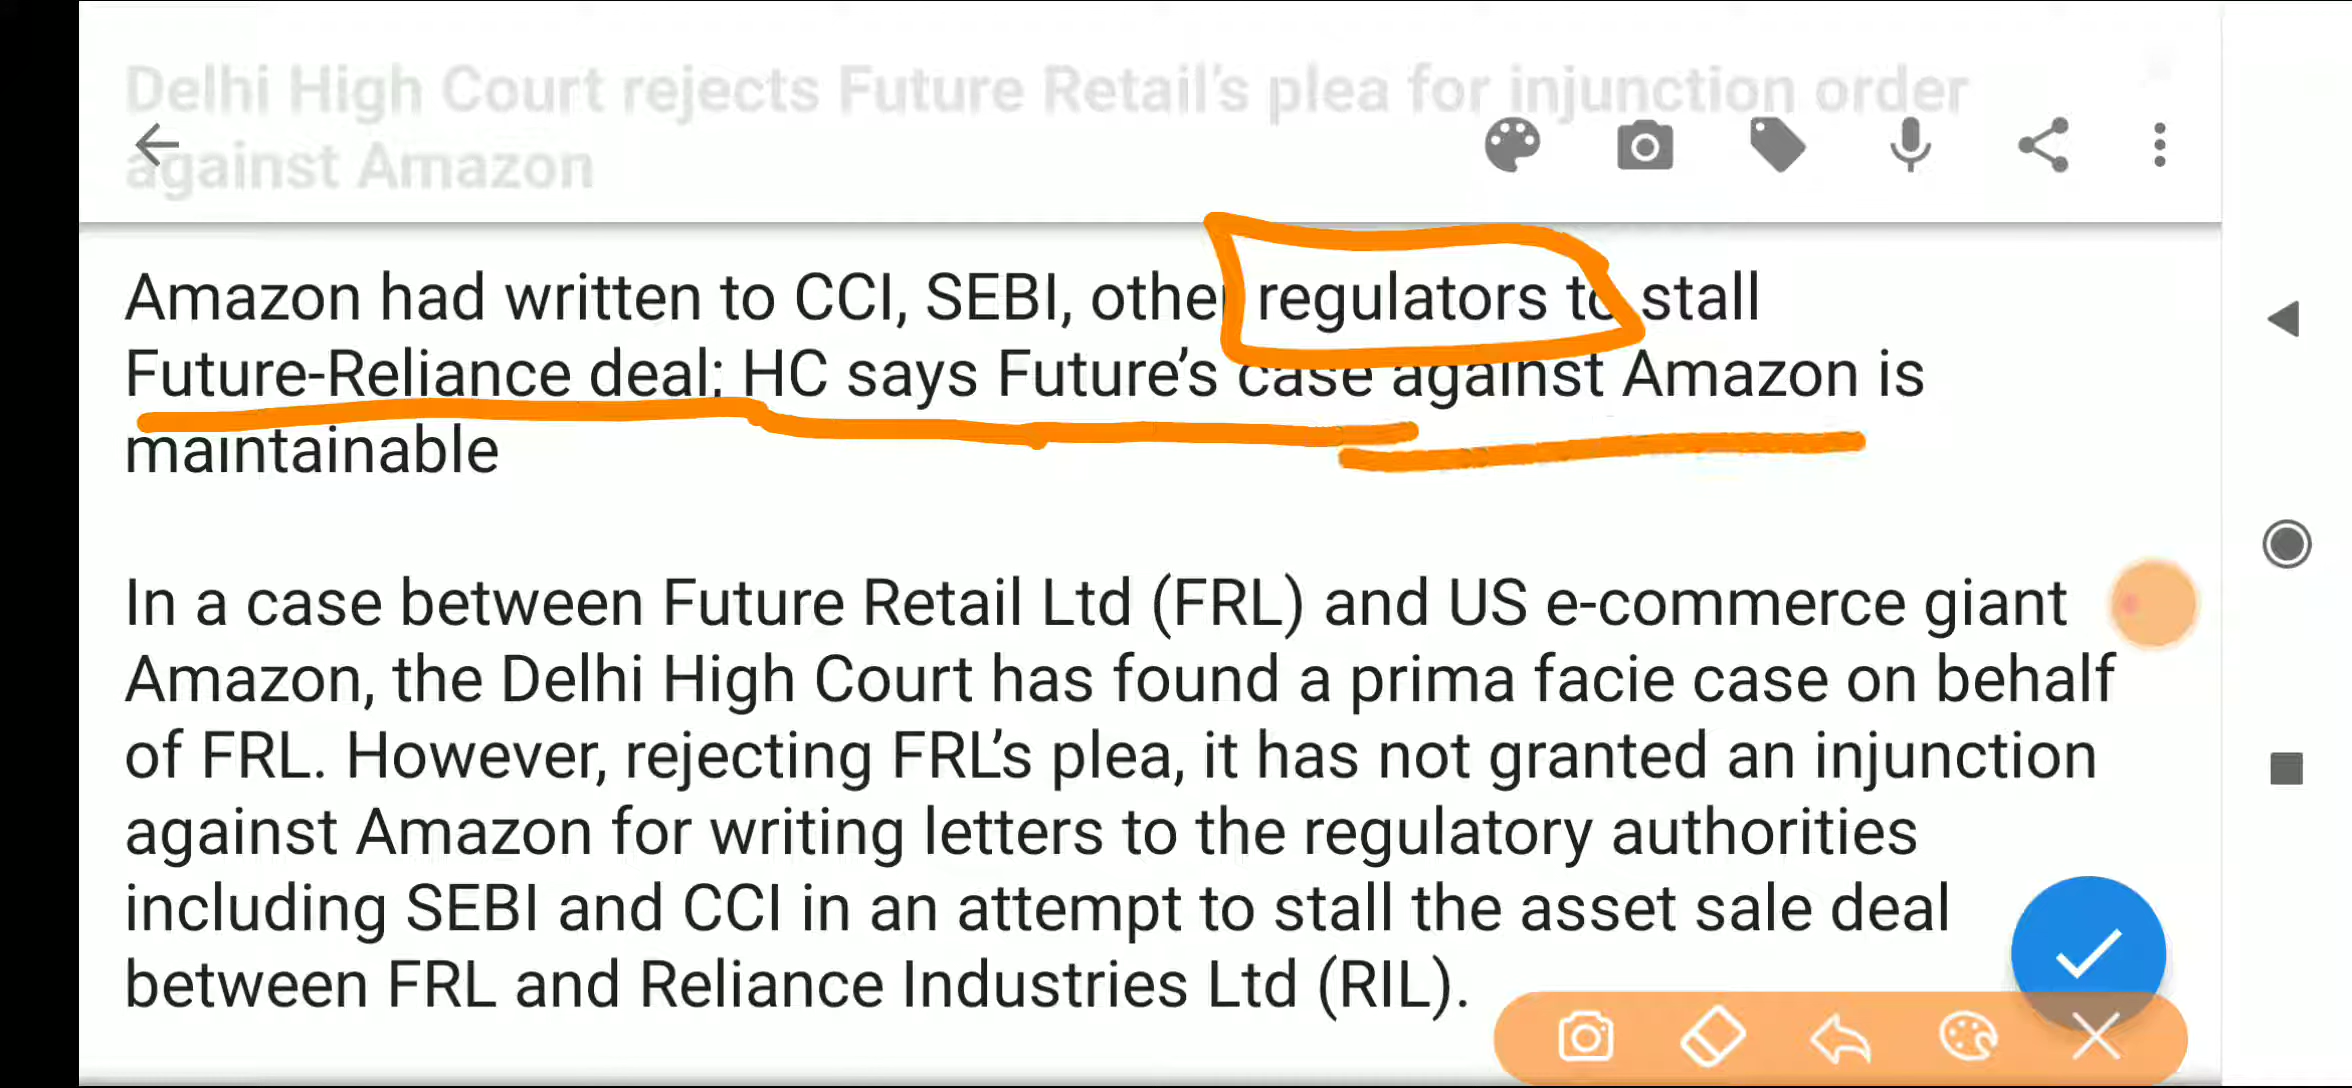 Delhi High Court rejects Future Retail's plea for injunction order
against Amazon
Amazon had written to CCI, SEBI, other regulators to stall
Future-Reliance deal; HC says Future's case against Amazon is
maintainable
In a case between Future Retail Ltd (FRL) and US e-commerce giant
Amazon, the Delhi High Court has found a prima facie case on behalf
of FRL. However, rejecting FRL's plea, it has not granted an injunction
against Amazon for writing letters to the regulatory authorities
including SEBI and CCI in an attempt to stall the asset sale deal
between FRL and Reliance Industries Ltd (RIL).